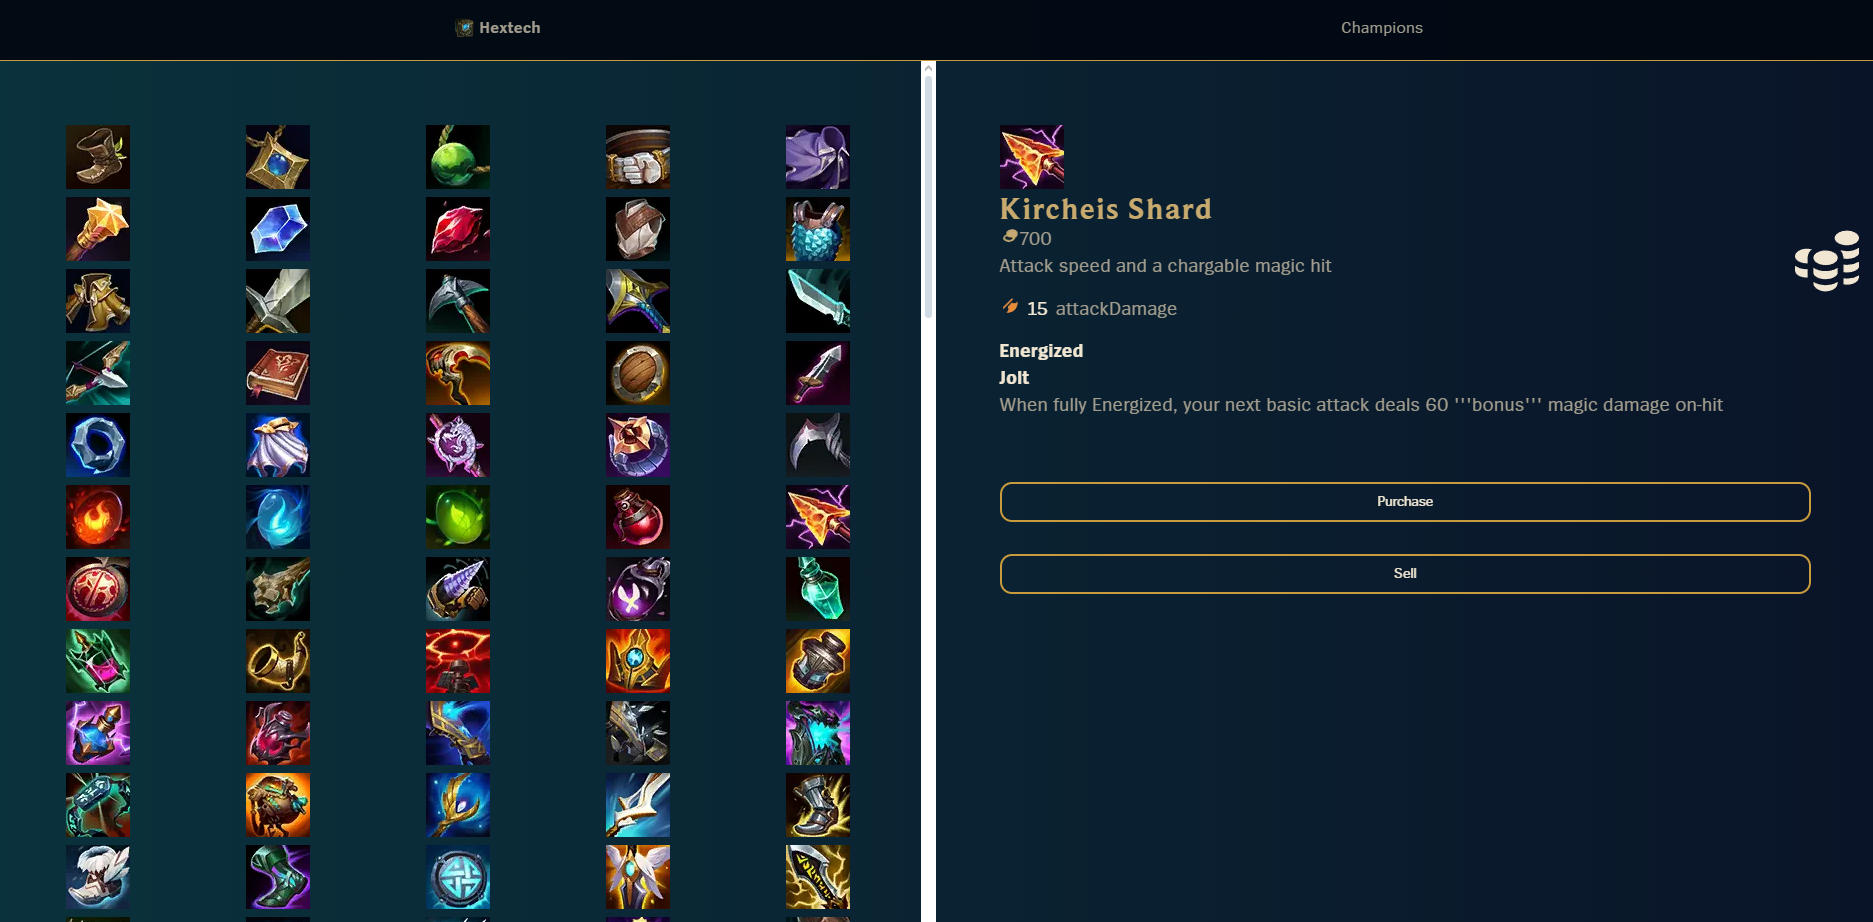 Hextech
Champions
Kircheis Shard
700
Attack speed and a chargable magic hit
15 attackDamage
Energized
Jolt
When fully Energized, your next basic attack deals 60 '''bonus''' magic damage on-hit
Purchase
Sell